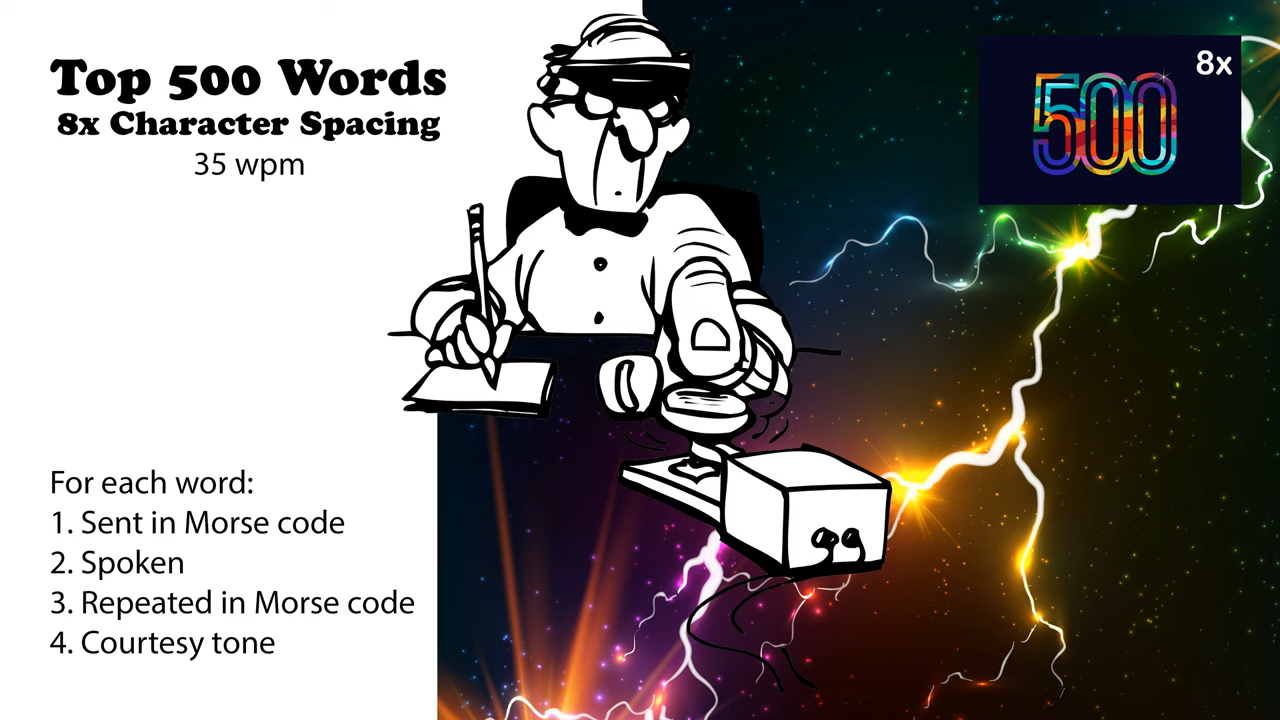 Top 500 Words
8x Character Spacing
35 wpm
8x
500
For each word:
1. Sent in Morse code
2. Spoken
3. Repeated in Morse code
4. Courtesy tone